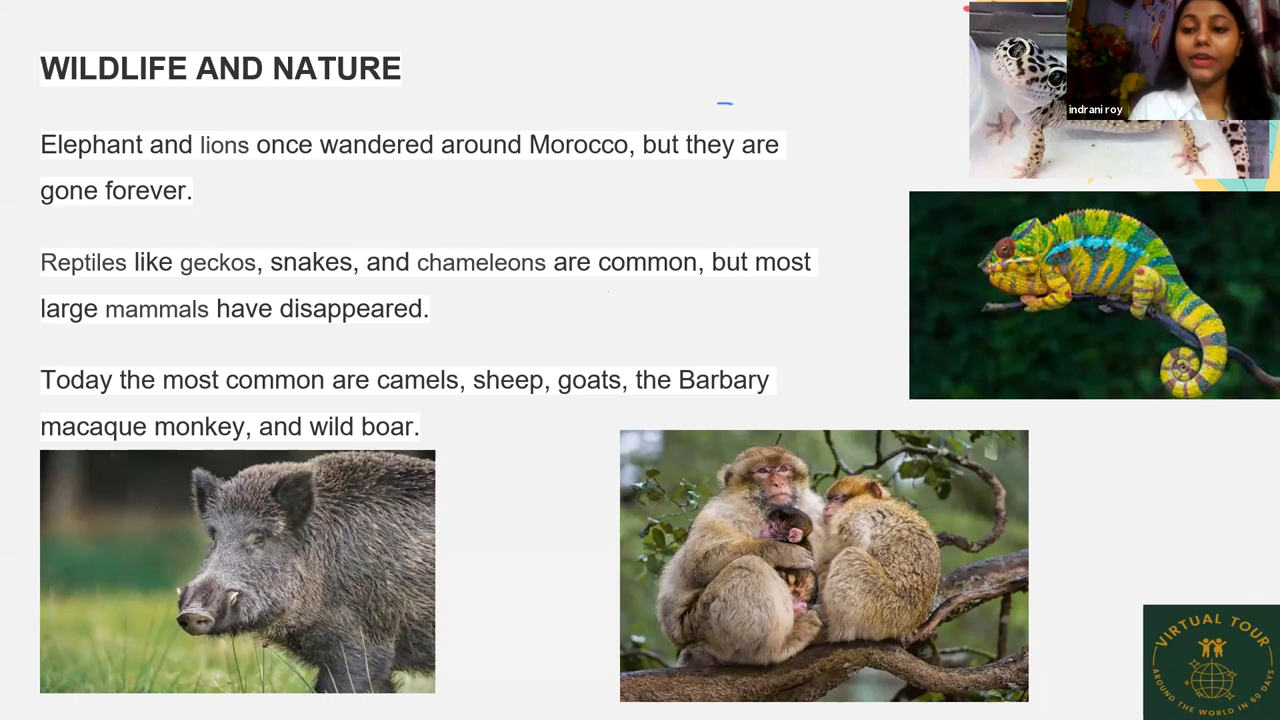 WILDLIFE AND NATURE
indrani roy
Elephant and lions once wandered around Morocco, but they are
gone forever.
Reptiles like geckos, snakes, and chameleons are common, but most
large mammals have disappeared.
Today the most common are camels, sheep, goats, the Barbary
macaque monkey, and wild boar.
VIRTUAL TOUR
AROUND THE WORLD IN 60 DAYS